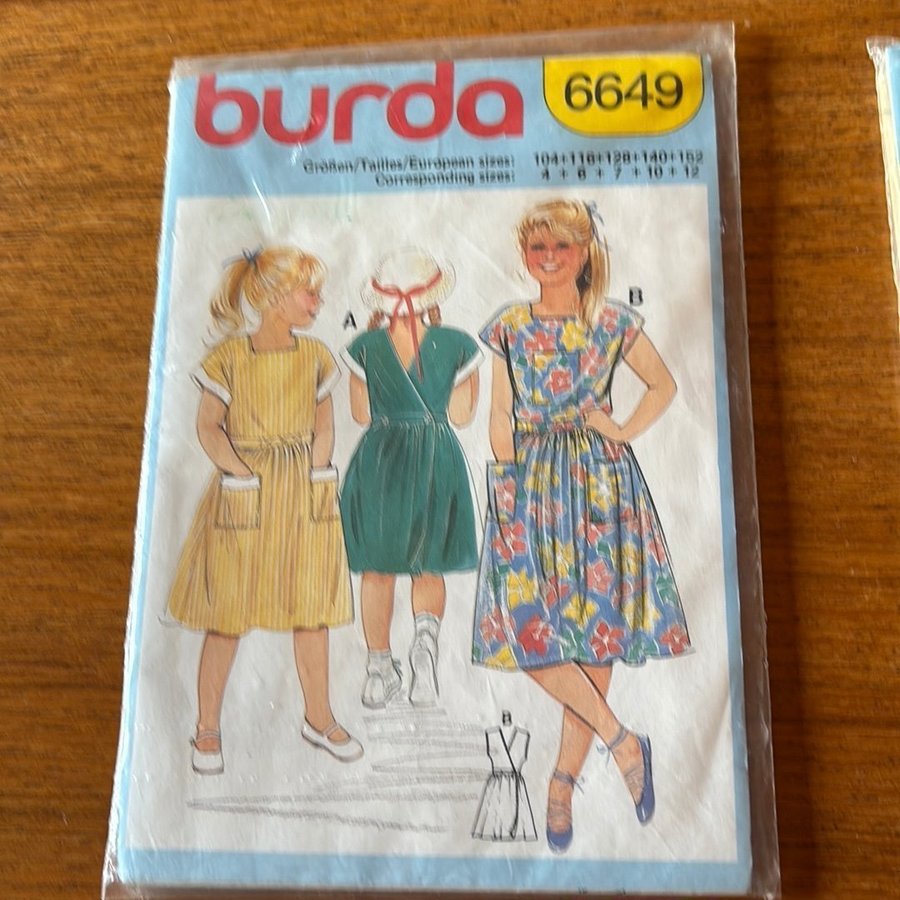 burda
6649
Größen/Tailles/European sizes: 104+116+128+140+152
Corresponding sizes: 4 + 6 + 7 + 10 + 12
A
B
B